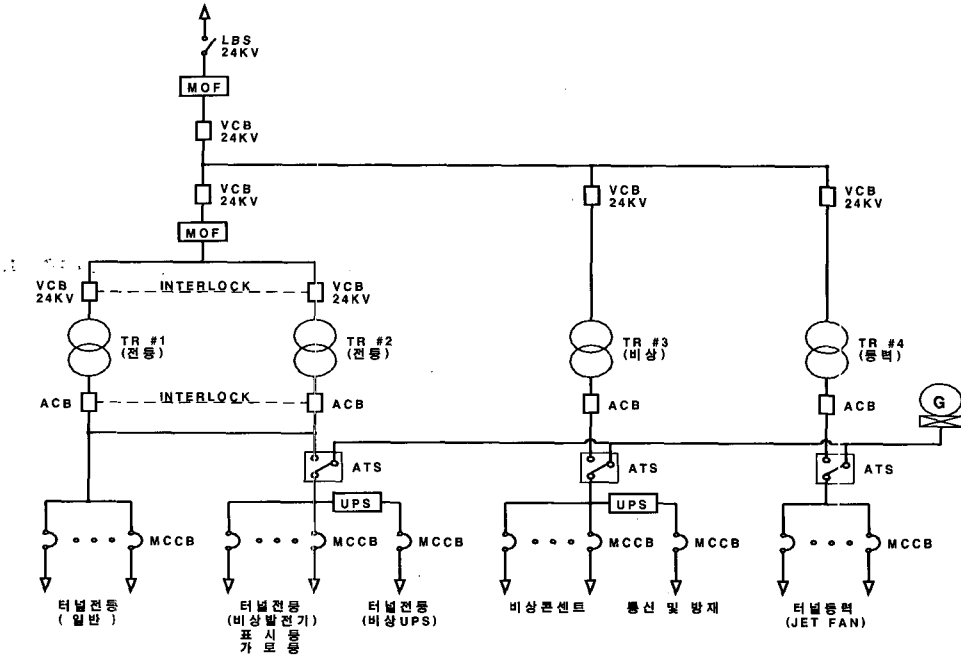 LBS
24KV
MOF
VCB
24KV
VCB
24KV
VCB
24KV
VCB
24KV
MOF
VCB
24KV
INTERLOCK
VCB
24KV
TR #1
(전등)
TR #2
(전등)
TR #3
(비상)
TR #4
(동력)
ACB
INTERLOCK
ACB
ACB
ACB
G
ATS
ATS
ATS
UPS
UPS
MCCB
MCCB
MCCB
MCCB
MCCB
터널전등
( 일반 )
터널전등
(비상발전기)
표 시 등
가 로 등
터널전등
(비상UPS)
비상콘센트
통신 및 방재
터널동력
(JET FAN)